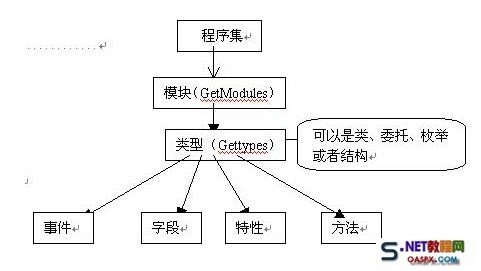 程序集
模块(GetModules)
类型（Gettypes）
可以是类、委托、枚举
或者结构
事件
字段
特性
方法
S.NET教程网
OASPX.COM